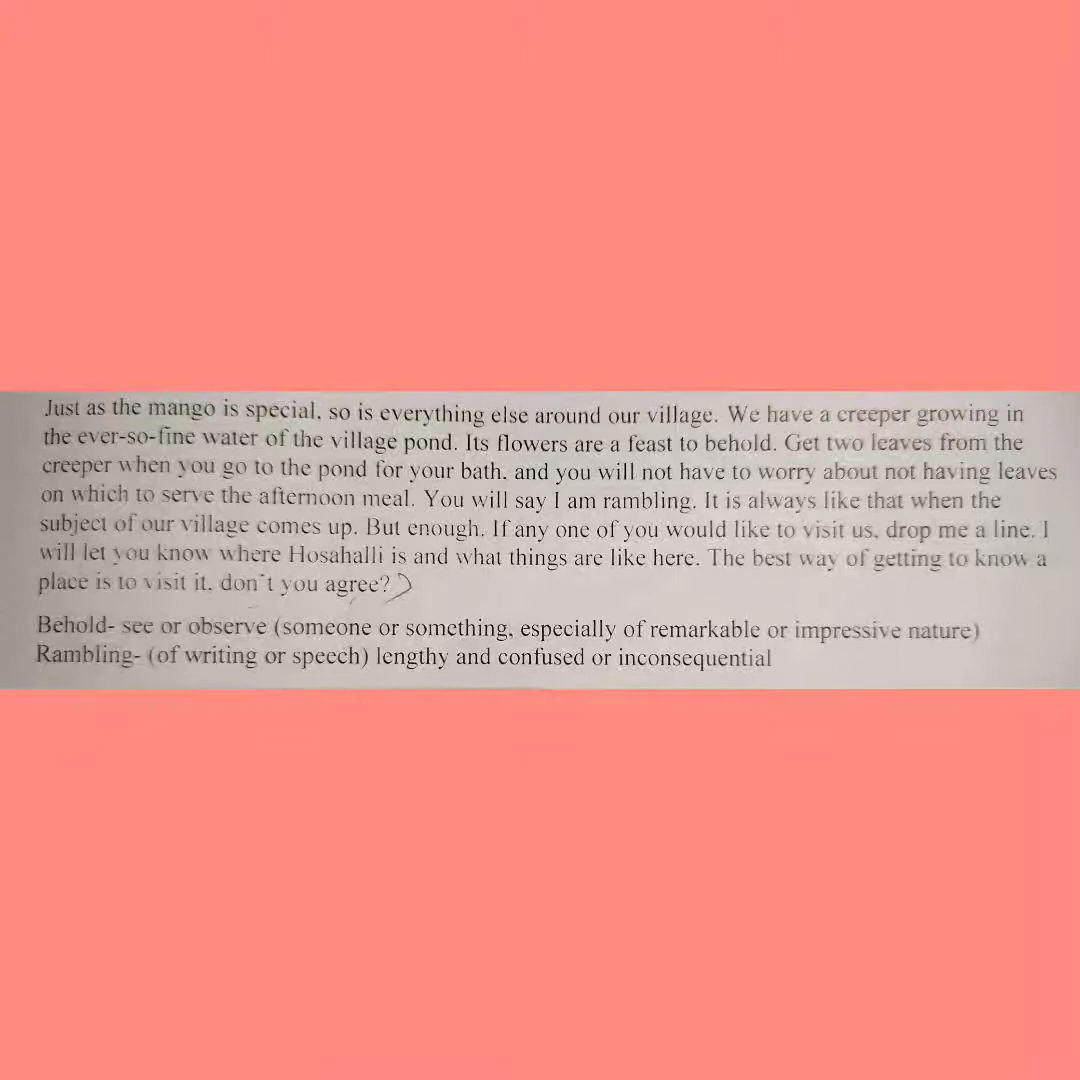 Just as the mango is special, so is everything else around our village. We have a creeper growing in
the ever-so-fine water of the village pond. Its flowers are a feast to behold. Get two leaves from the
creeper when you go to the pond for your bath, and you will not have to worry about not having leaves
on which to serve the afternoon meal. You will say I am rambling. It is always like that when the
subject of our village comes up. But enough. If any one of you would like to visit us, drop me a line. I
will let you know where Hosahalli is and what things are like here. The best way of getting to know a
place is to visit it, don't you agree?
Behold- see or observe (someone or something, especially of remarkable or impressive nature)
Rambling- (of writing or speech) lengthy and confused or inconsequential